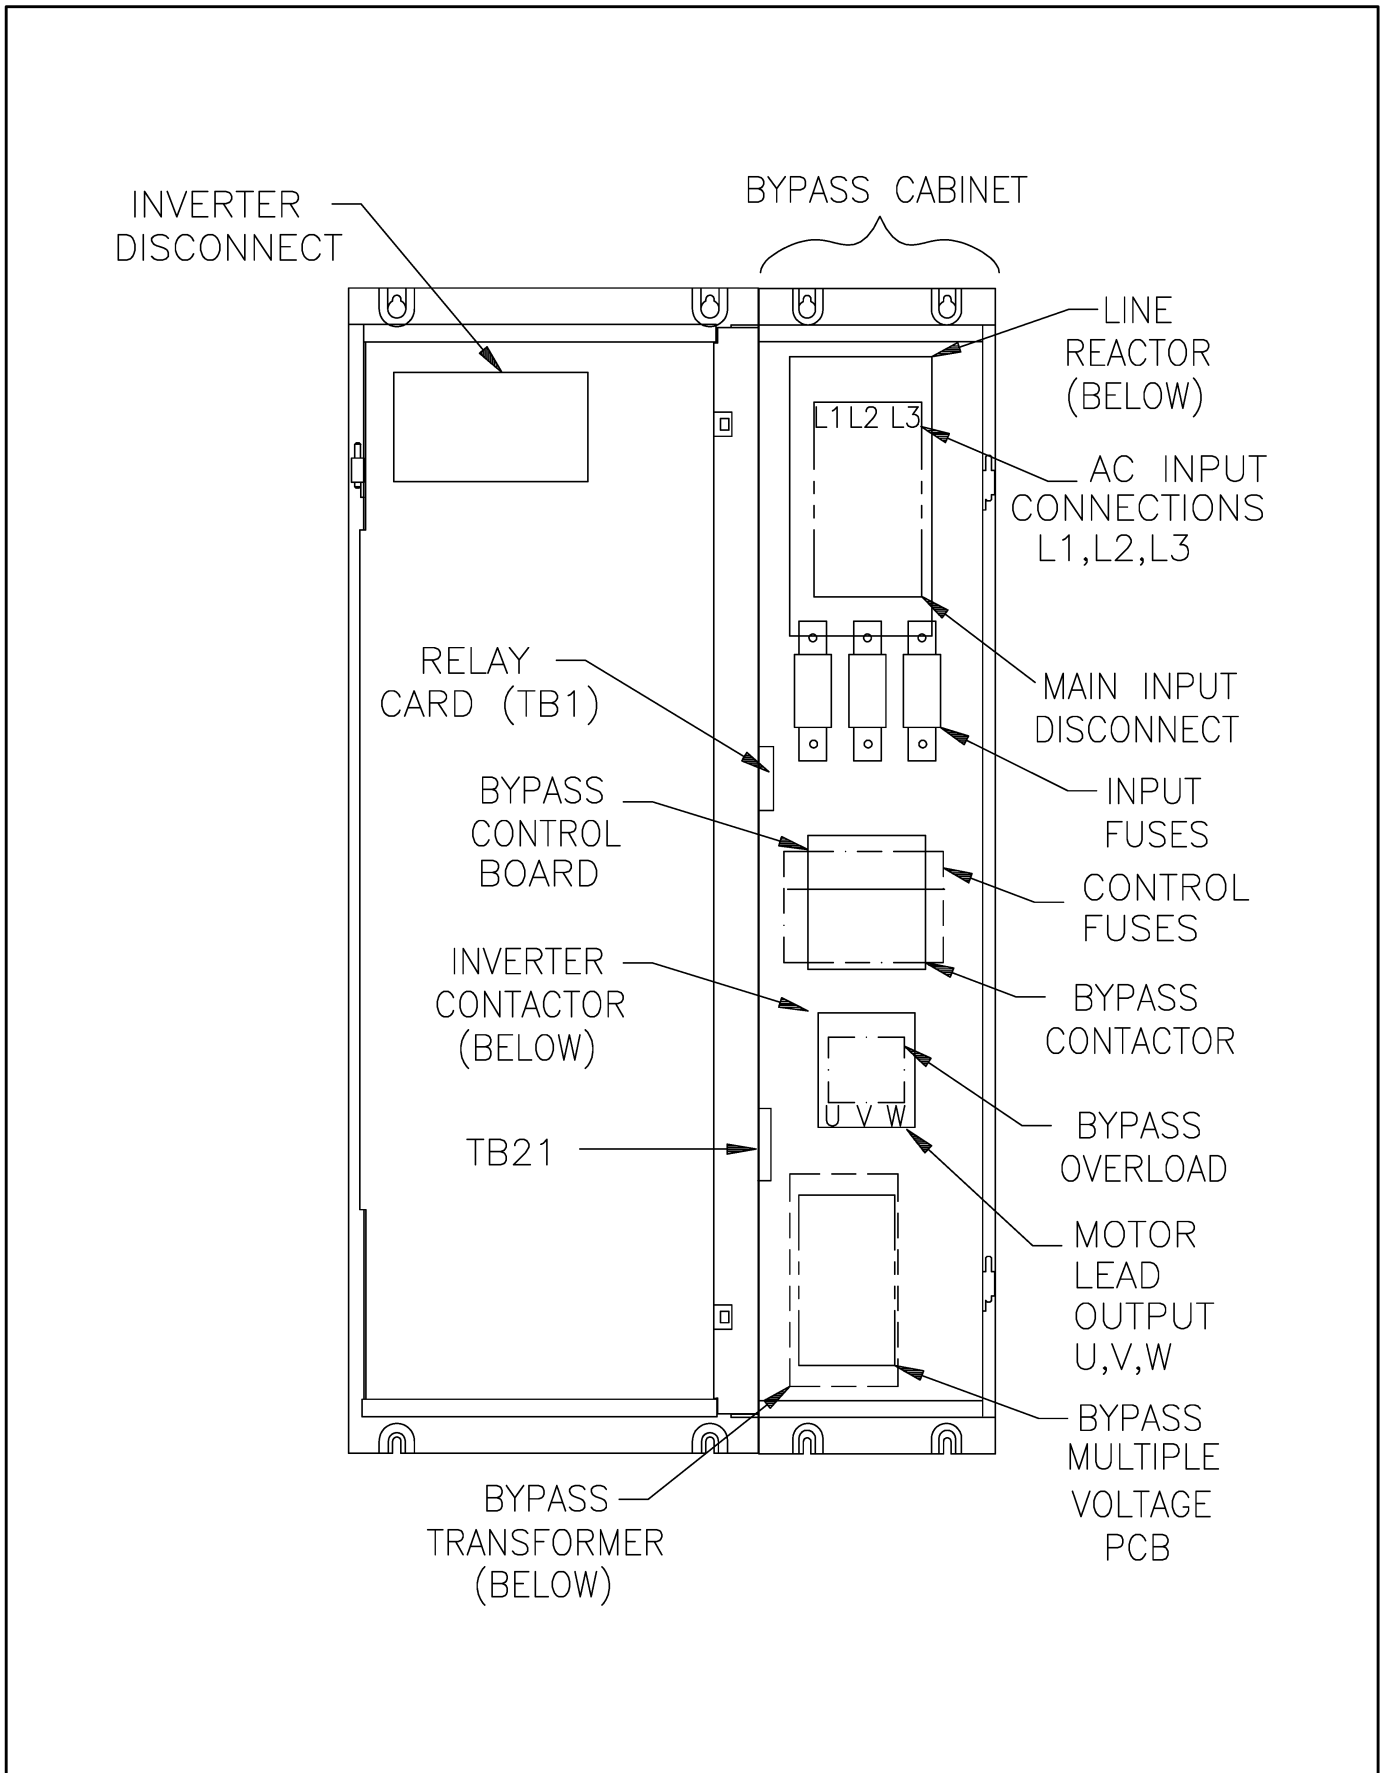 BYPASS CABINET
INVERTER
DISCONNECT
LINE
REACTOR
(BELOW)
L1 L2 L3
AC INPUT
CONNECTIONS
L1,L2,L3
RELAY
CARD (TB1)
MAIN INPUT
DISCONNECT
BYPASS
CONTROL
BOARD
INPUT
FUSES
CONTROL
FUSES
INVERTER
CONTACTOR
(BELOW)
BYPASS
CONTACTOR
U V W
TB21
BYPASS
OVERLOAD
MOTOR
LEAD
OUTPUT
U,V,W
BYPASS
MULTIPLE
VOLTAGE
PCB
BYPASS
TRANSFORMER
(BELOW)